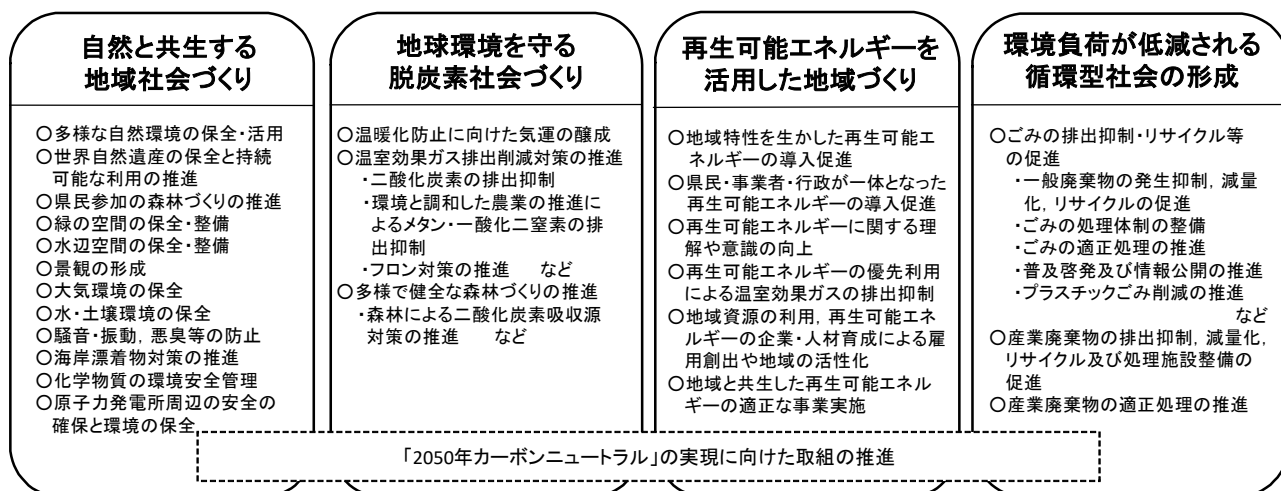 自然と共生する
地域社会づくり
〇多様な自然環境の保全・活用
〇世界自然遺産の保全と持続
可能な利用の推進
〇県民参加の森林づくりの推進
〇緑の空間の保全・整備
〇水辺空間の保全・整備
〇景観の形成
〇大気環境の保全
〇水・土壌環境の保全
〇騒音・振動,悪臭等の防止
〇海岸漂着物対策の推進
〇化学物質の環境安全管理
〇原子力発電所周辺の安全の
確保と環境の保全
地球環境を守る
脱炭素社会づくり
〇温暖化防止に向けた気運の醸成
〇温室効果ガス排出削減対策の推進
・二酸化炭素の排出抑制
・環境と調和した農業の推進に
よるメタン・一酸化二窒素の排
出抑制
・フロン対策の推進 など
〇多様で健全な森林づくりの推進
・森林による二酸化炭素吸収源
対策の推進 など
再生可能エネルギーを
活用した地域づくり
〇地域特性を生かした再生可能エ
ネルギーの導入促進
〇県民・事業者・行政が一体となった
再生可能エネルギーの導入促進
〇再生可能エネルギーに関する理
解や意識の向上
〇再生可能エネルギーの優先利用
による温室効果ガスの排出抑制
〇地域資源の利用,再生可能エネ
ルギーの企業・人材育成による雇
用創出や地域の活性化
〇地域と共生した再生可能エネル
ギーの適正な事業実施
環境負荷が低減される
循環型社会の形成
〇ごみの排出抑制・リサイクル等
の促進
・一般廃棄物の発生抑制,減量
化,リサイクルの促進
・ごみの処理体制の整備
・ごみの適正処理の推進
・普及啓発及び情報公開の推進
・プラスチックごみ削減の推進
など
〇産業廃棄物の排出抑制,減量化,
リサイクル及び処理施設整備の
促進
〇産業廃棄物の適正処理の推進
「2050年カーボンニュートラル」の実現に向けた取組の推進